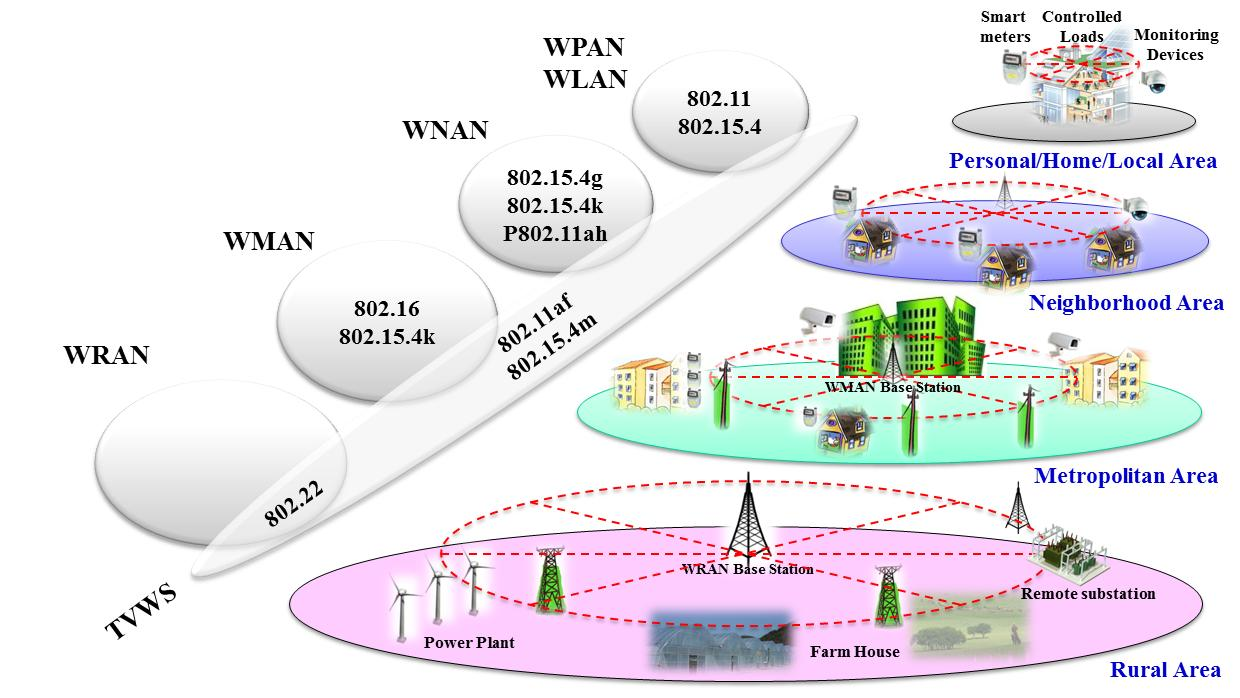 WPAN
WLAN
802.11
802.15.4
WNAN
802.15.4g
802.15.4k
P802.11ah
WMAN
802.16
802.15.4k
802.11af
802.15.4m
WRAN
802.22
TVWS
Smart
meters
Controlled
Loads
Monitoring
Devices
Personal/Home/Local Area
Neighborhood Area
WMAN Base Station
Metropolitan Area
WRAN Base Station
Remote substation
Power Plant
Farm House
Rural Area